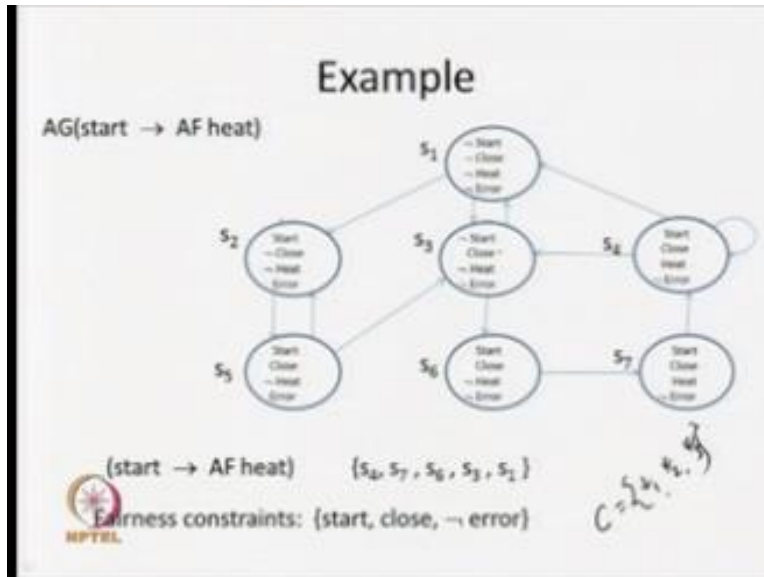 Example
AG(start → AF heat)
S₁
¬ Start
¬ Close
¬ Heat
¬ Error
S₂
Start
¬ Close
¬ Heat
Error
S₃
¬ Start
Close
¬ Heat
¬ Error
S₄
Start
Close
Heat
¬ Error
S₅
Start
Close
¬ Heat
Error
S₆
Start
Close
¬ Heat
¬ Error
S₇
Start
Close
Heat
¬ Error
(start → AF heat) {S₄, S₇, S₆, S₃, S₁}
Fairness constraints: {start, close, ¬ error}
NPTEL